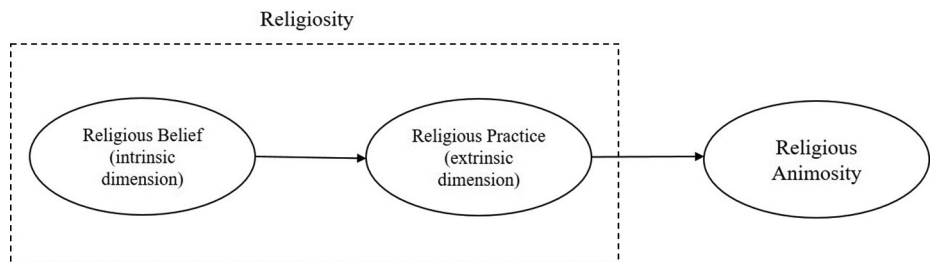 Religiosity
Religious Belief
(intrinsic
dimension)
Religious Practice
(extrinsic
dimension)
Religious
Animosity